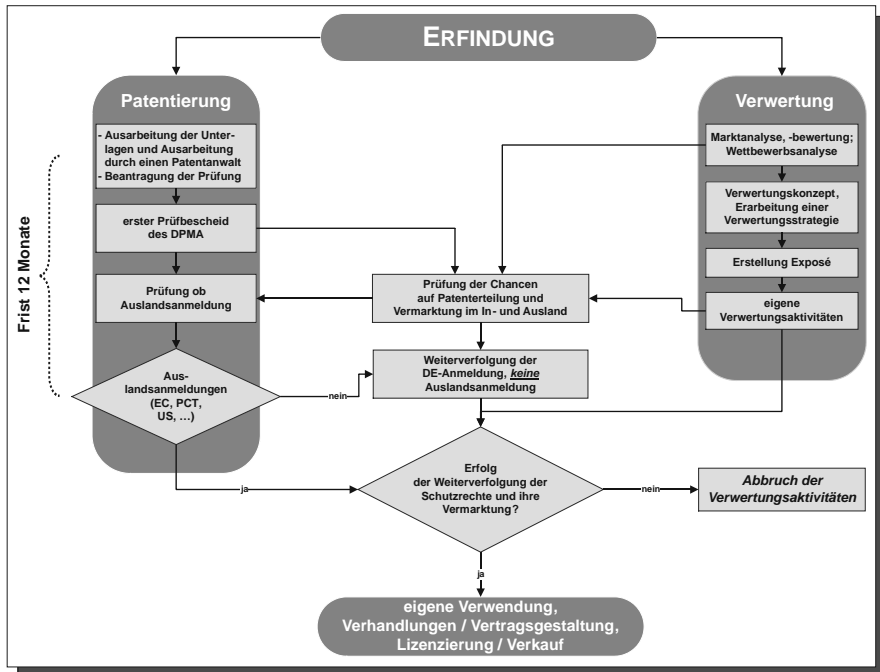 ERFINDUNG
Patentierung
- Ausarbeitung der Unter-
lagen und Ausarbeitung
durch einen Patentanwalt
- Beantragung der Prüfung
erster Prüfbescheid
des DPMA
Prüfung ob
Auslandsanmeldung
Aus-
landsanmeldungen
(EC, PCT,
US, ...)
Frist 12 Monate
Verwertung
Marktanalyse, -bewertung;
Wettbewerbsanalyse
Verwertungskonzept,
Erarbeitung einer
Verwertungsstrategie
Erstellung Exposé
eigene
Verwertungsaktivitäten
Prüfung der Chancen
auf Patenterteilung und
Vermarktung im In- und Ausland
Weiterverfolgung der
DE-Anmeldung, keine
Auslandsanmeldung
nein
ja
Erfolg
der Weiterverfolgung der
Schutzrechte und ihre
Vermarktung?
nein
Abbruch der
Verwertungsaktivitäten
ja
eigene Verwendung,
Verhandlungen / Vertragsgestaltung,
Lizenzierung / Verkauf